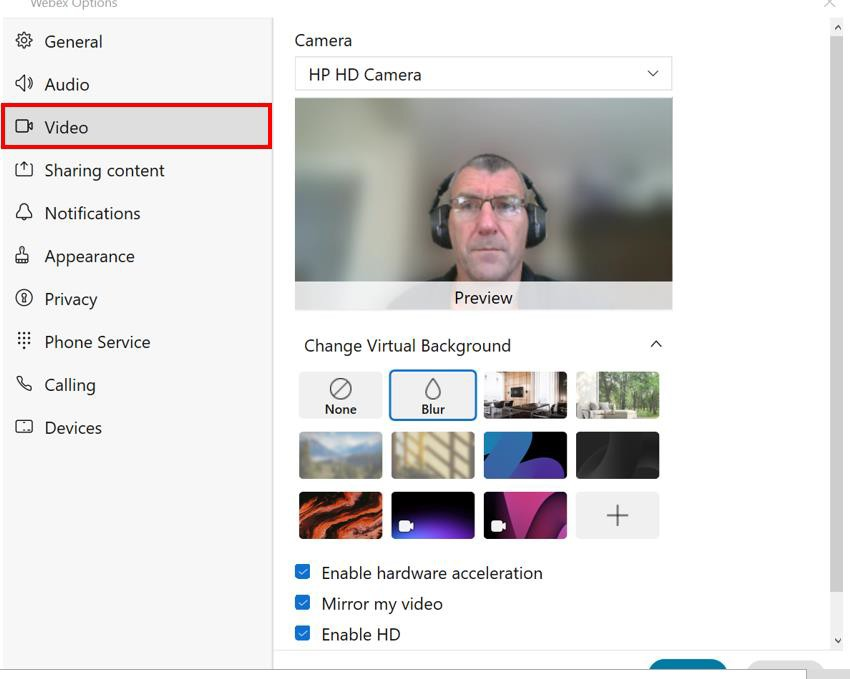 Webex Options
General
Audio
Video
Sharing content
Notifications
Appearance
Privacy
Phone Service
Calling
Devices
Camera
HP HD Camera
Preview
Change Virtual Background
None
Blur
Enable hardware acceleration
Mirror my video
Enable HD